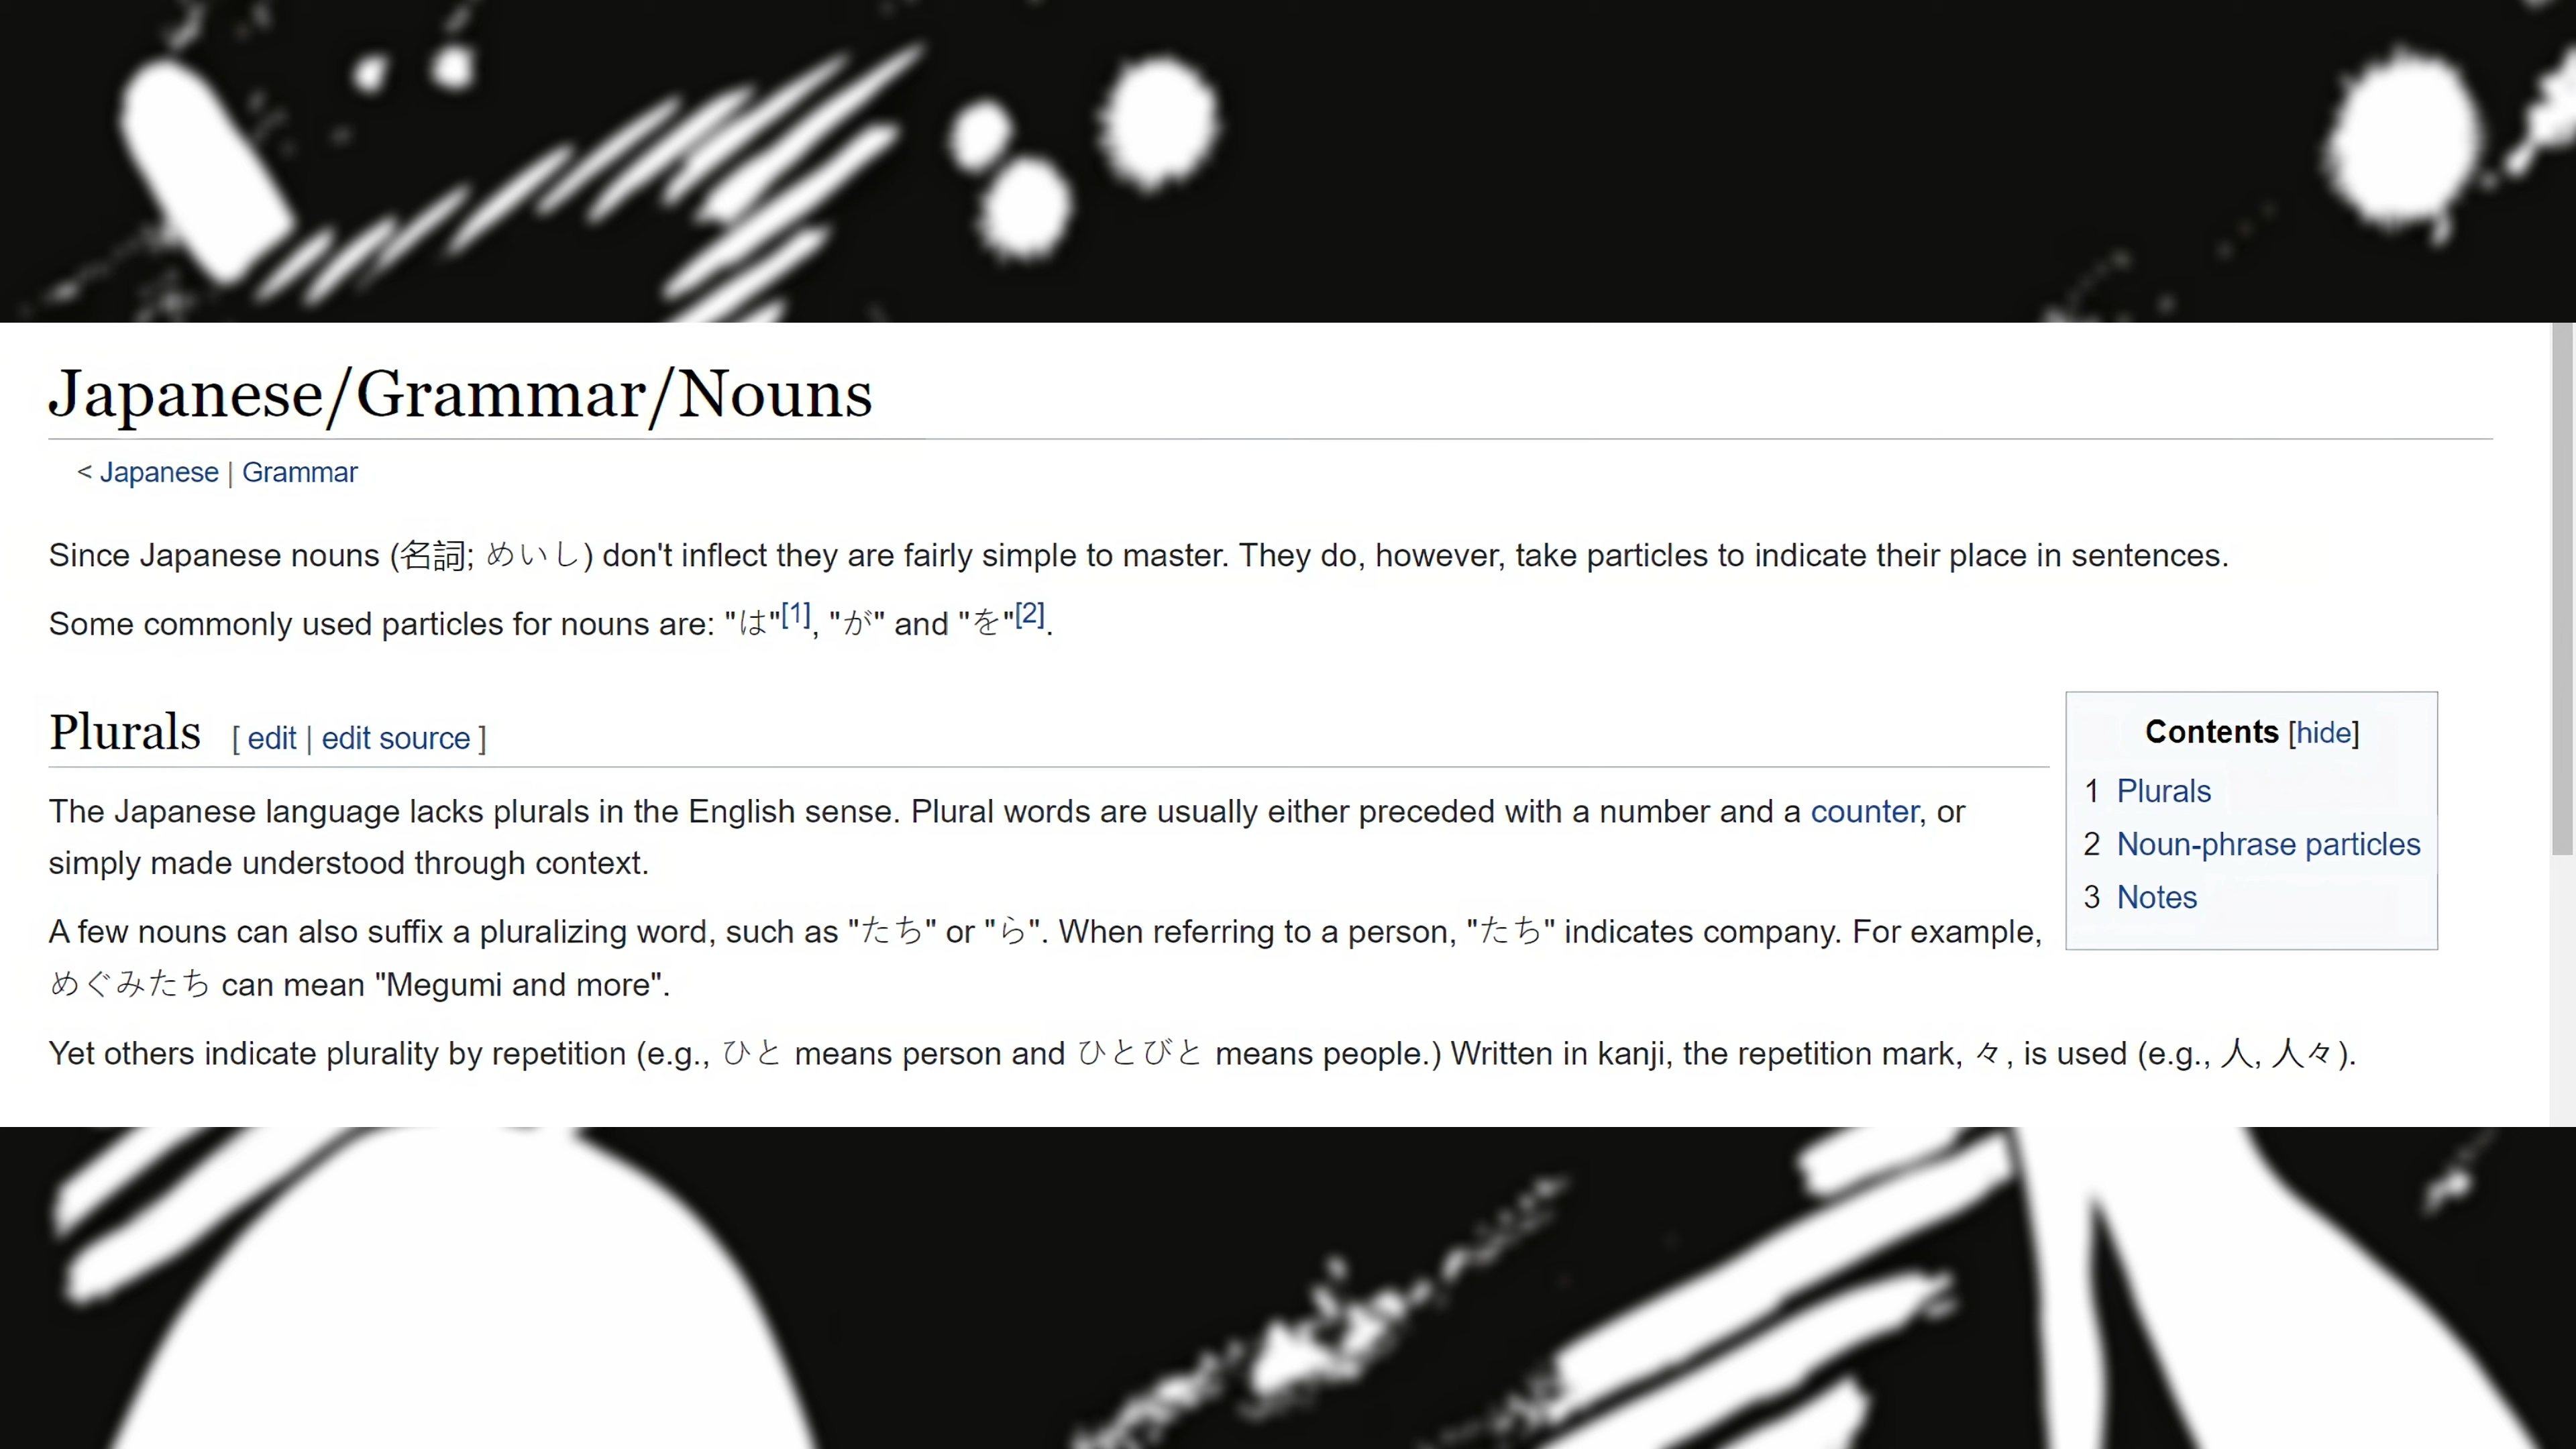 Japanese/Grammar/Nouns
< Japanese | Grammar
Since Japanese nouns (名詞; めいし) don't inflect they are fairly simple to master. They do, however, take particles to indicate their place in sentences.
Some commonly used particles for nouns are: "は"[1], "が" and "を"[2].
Plurals [ edit | edit source ]
The Japanese language lacks plurals in the English sense. Plural words are usually either preceded with a number and a counter, or
simply made understood through context.
A few nouns can also suffix a pluralizing word, such as "たち" or "ら". When referring to a person, "たち" indicates company. For example,
めぐみたち can mean "Megumi and more".
Yet others indicate plurality by repetition (e.g., ひと means person and ひとびと means people.) Written in kanji, the repetition mark, 々, is used (e.g., 人, 人々).
Contents [hide]
1 Plurals
2 Noun-phrase particles
3 Notes